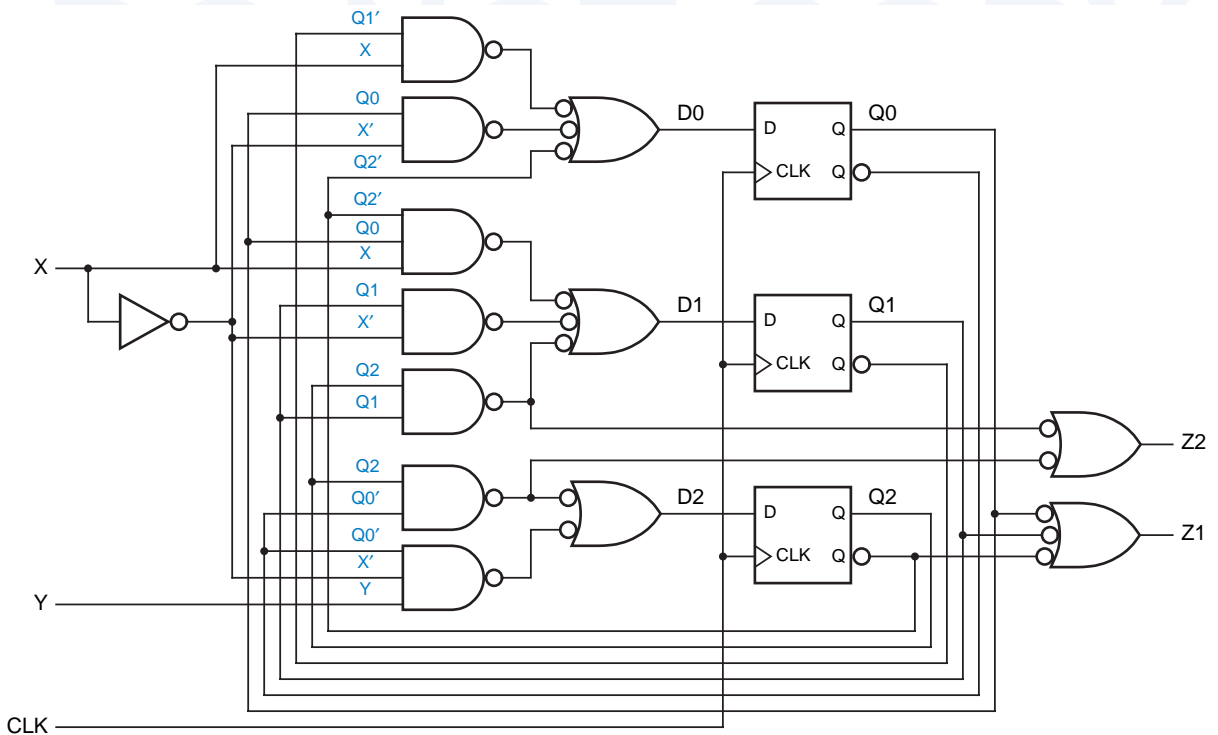 Q1′
X
Q0
X′
Q2′
D0
D
Q
Q0
CLK
Q
Q2′
Q0
X
X
Q1
X′
D1
D
Q
Q1
CLK
Q
Q2
Q1
Z2
Q2
Q0′
D2
D
Q
Q2
CLK
Q
Z1
Q0′
X′
Y
Y
CLK